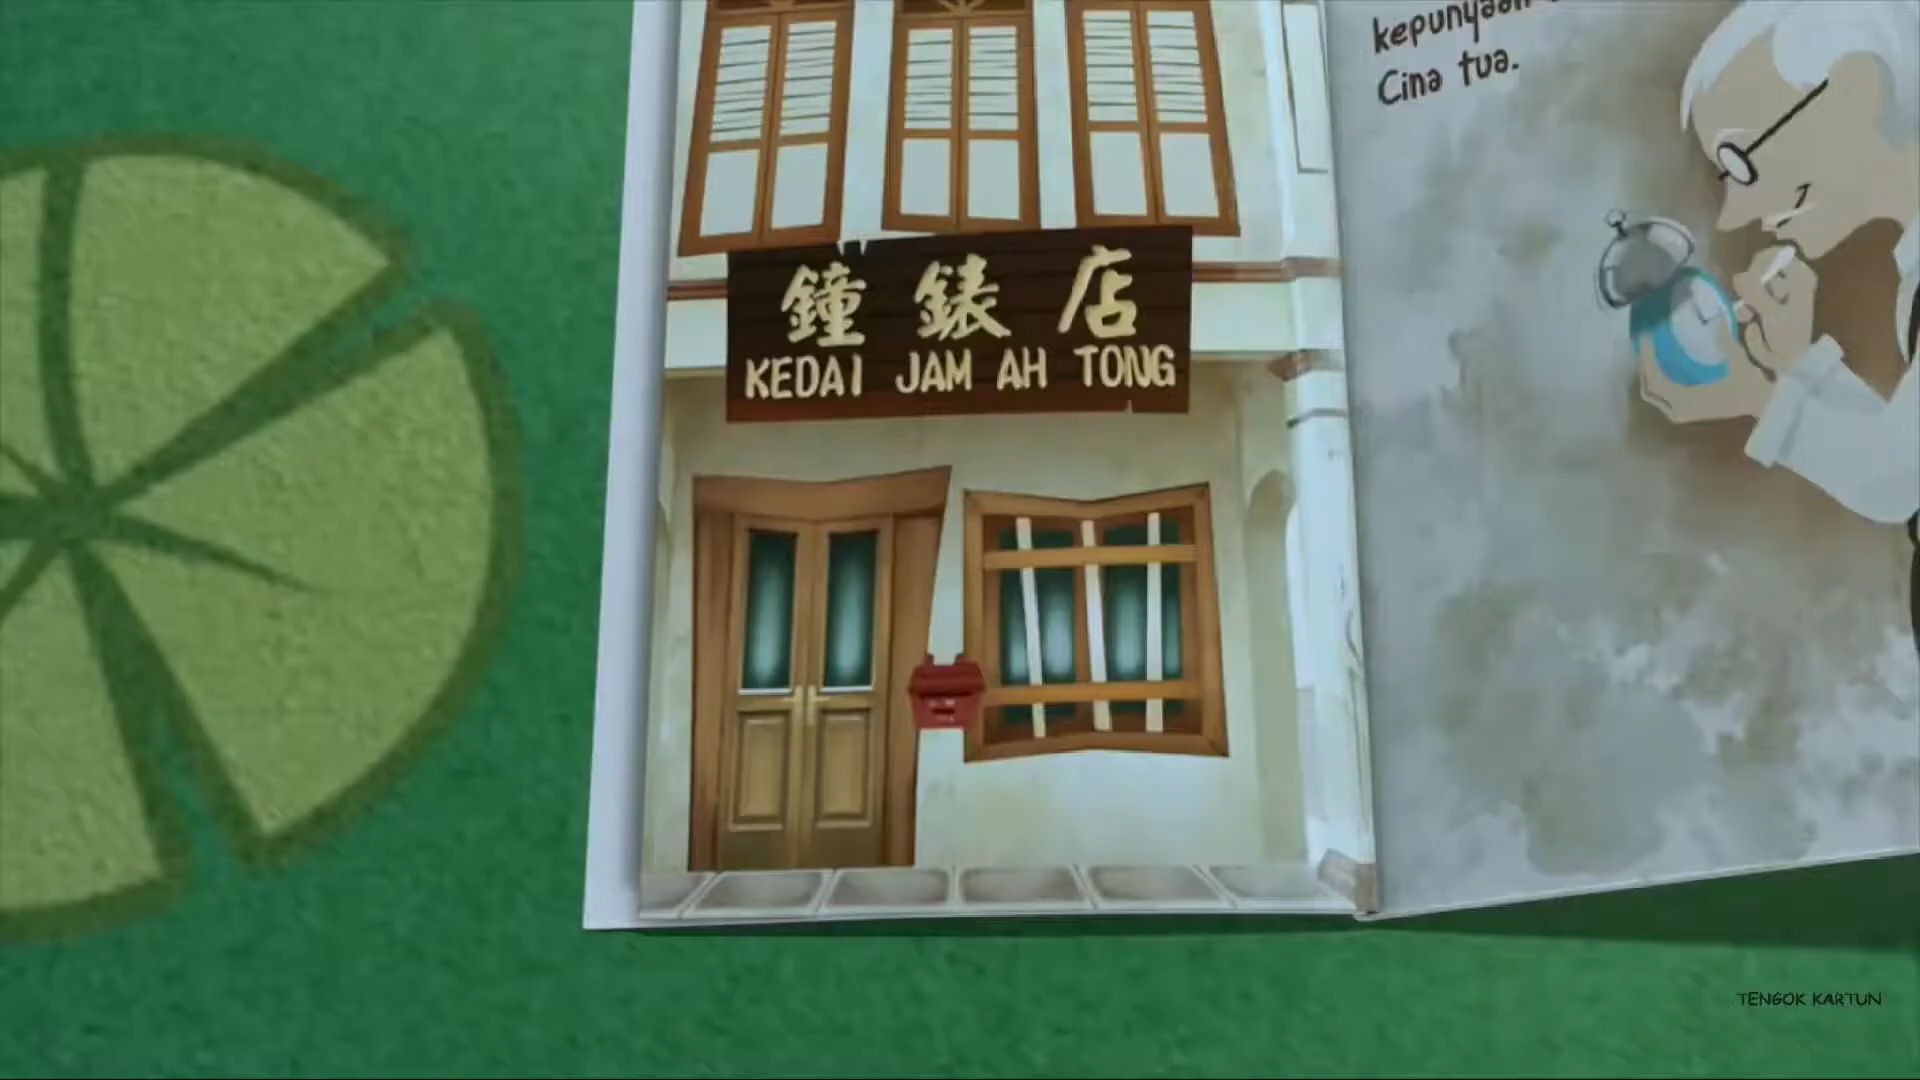 鐘錶店
KEDAI JAM AH TONG
kepunyaan
Cina tua.
TENGOK KARTUN